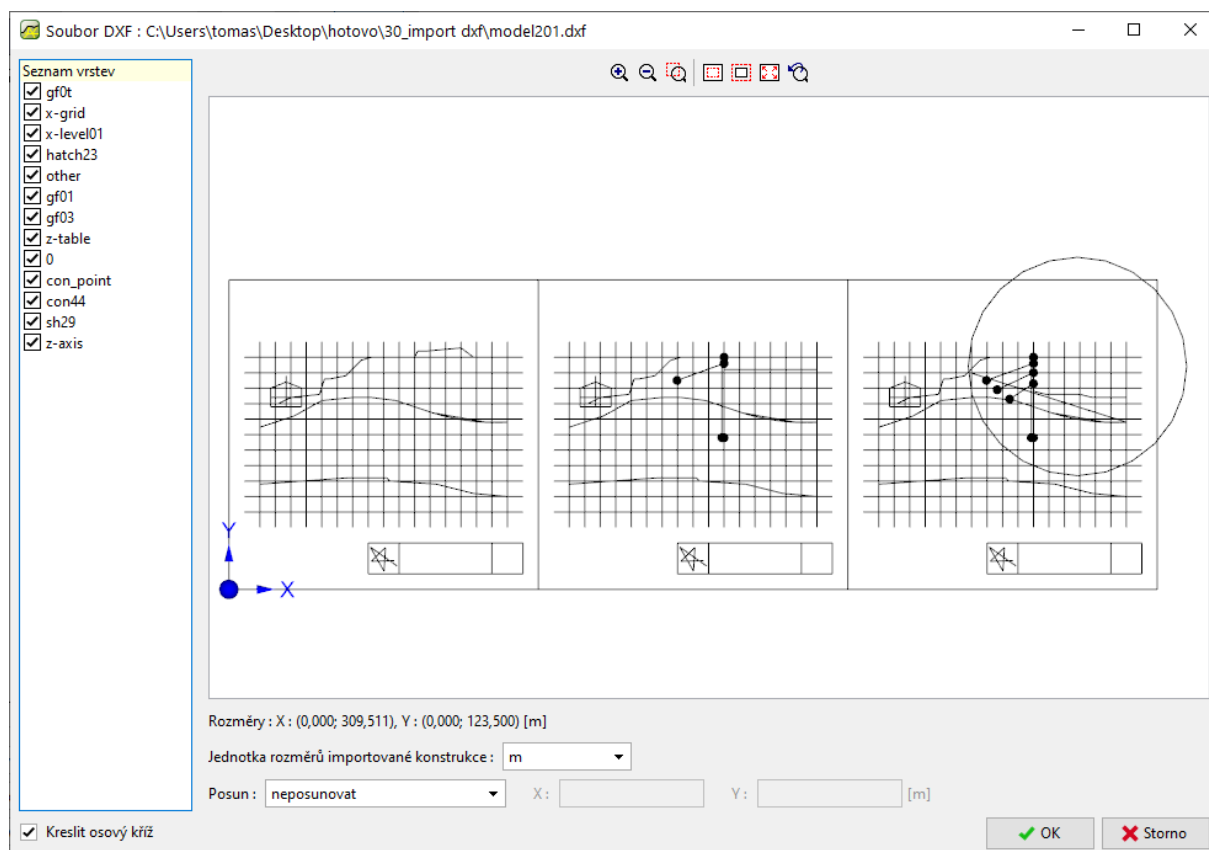 Soubor DXF : C:\Users\tomas\Desktop\hotovo\30_import dxf\model201.dxf
Seznam vrstev
gf0t
x-grid
x-level01
hatch23
other
gf01
gf03
z-table
0
con_point
con44
sh29
z-axis
Y
X
Rozměry : X : (0,000; 309,511), Y : (0,000; 123,500) [m]
Jednotka rozměrů importované konstrukce : m
Posun : neposunovat X : Y : [m]
Kreslit osový kříž OK Storno